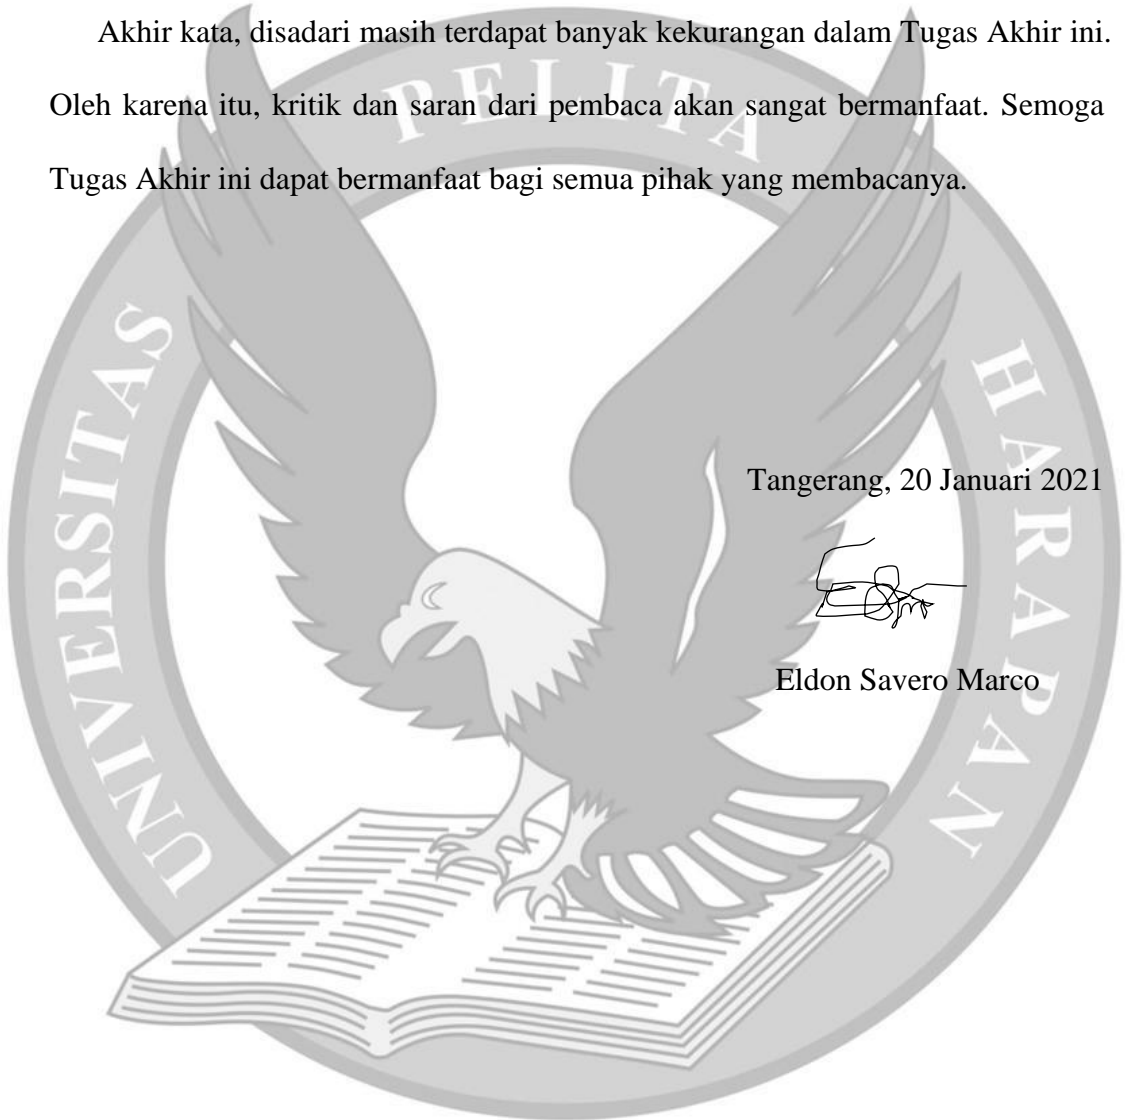 Akhir kata, disadari masih terdapat banyak kekurangan dalam Tugas Akhir ini.
Oleh karena itu, kritik dan saran dari pembaca akan sangat bermanfaat. Semoga
Tugas Akhir ini dapat bermanfaat bagi semua pihak yang membacanya.
UNIVERSITAS PELITA HARAPAN
Tangerang, 20 Januari 2021
Eldon Savero Marco